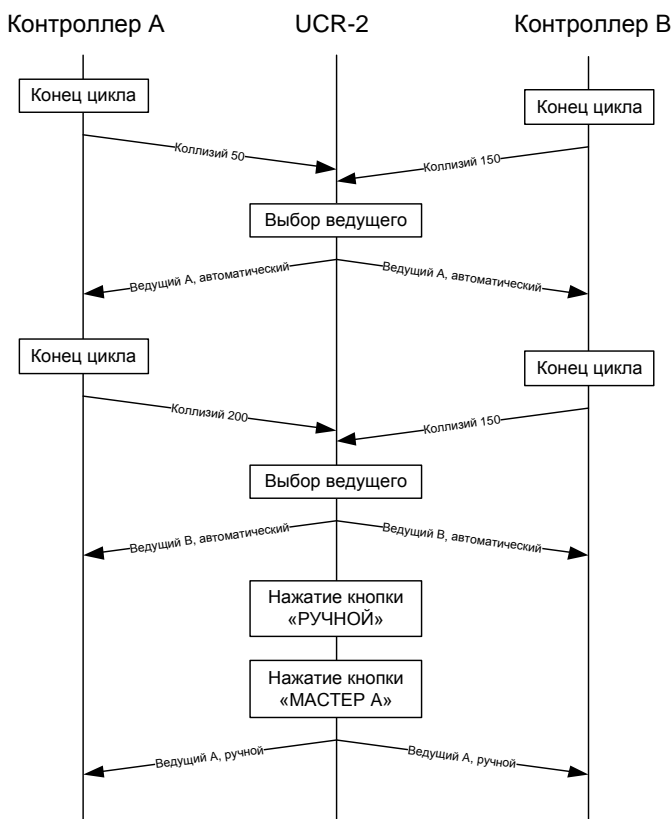 Контроллер А
UCR-2
Контроллер В
Конец цикла
Конец цикла
Коллизий 50
Коллизий 150
Выбор ведущего
Ведущий А, автоматический
Ведущий А, автоматический
Конец цикла
Конец цикла
Коллизий 200
Коллизий 150
Выбор ведущего
Ведущий В, автоматический
Ведущий В, автоматический
Нажатие кнопки
«РУЧНОЙ»
Нажатие кнопки
«МАСТЕР А»
Ведущий А, ручной
Ведущий А, ручной